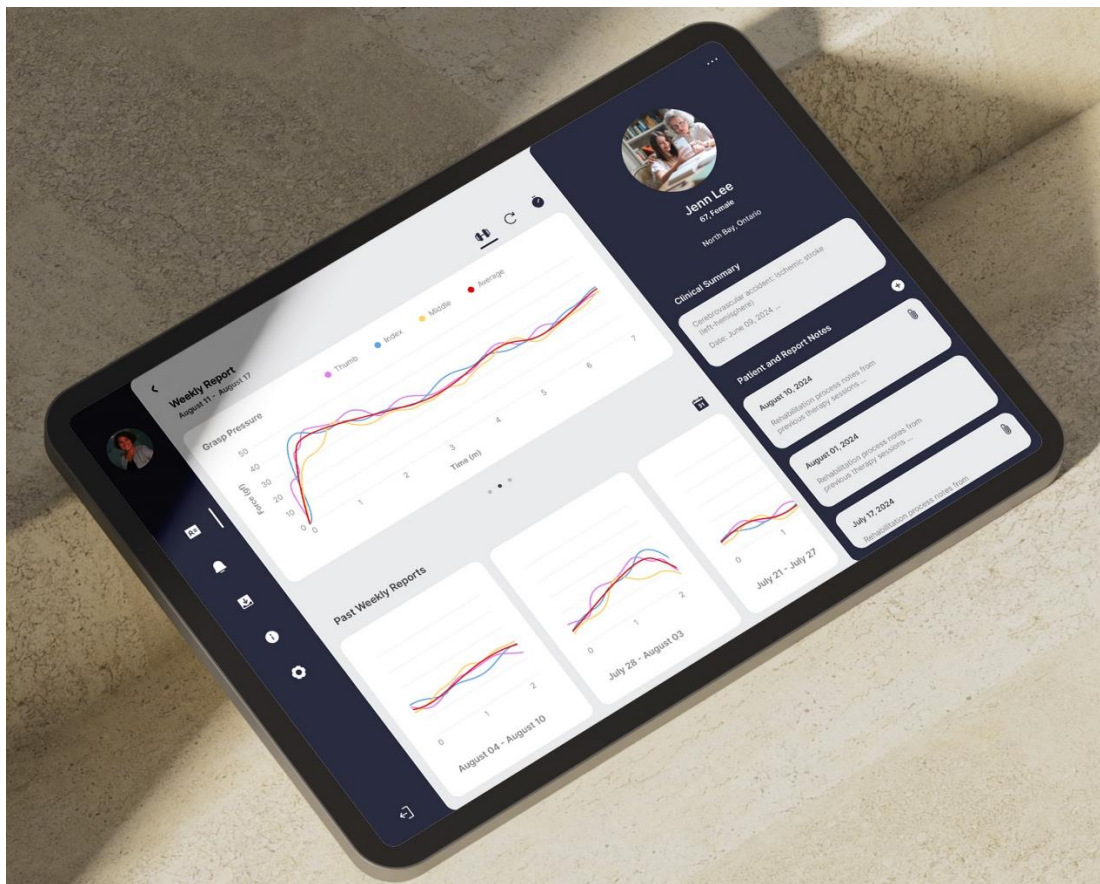 Weekly Report
August 11 - August 17
Grasp Pressure
Thumb
Index
Middle
Average
50
40
30
20
10
0
Force (gf)
0
1
2
3
4
5
6
7
Time (m)
31
Past Weekly Reports
0
1
2
August 04 - August 10
0
1
2
July 28 - August 03
0
1
July 21 - July 27
Jenn Lee
67, Female
North Bay, Ontario
Clinical Summary
Cerebrovascular accident: Ischemic stroke
(left-hemisphere)
Date: June 09, 2024 ...
Patient and Report Notes
August 10, 2024
Rehabilitation process notes from
previous therapy sessions ...
August 01, 2024
Rehabilitation process notes from
previous therapy sessions ...
July 17, 2024
Rehabilitation process notes from